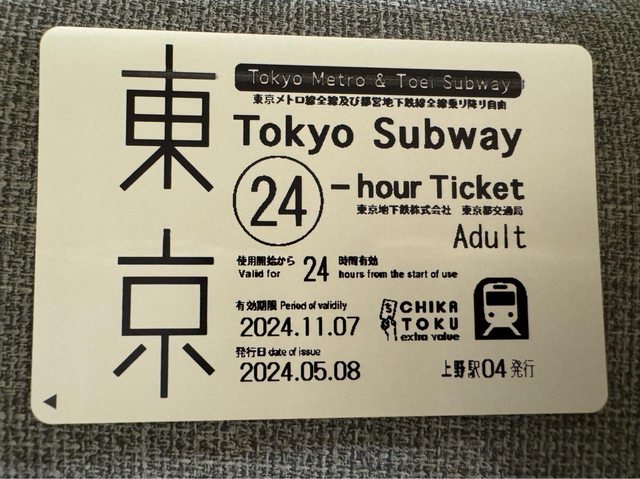 東京
Tokyo Metro & Toei Subway
東京メトロ線全線及び都営地下鉄線全線乗り降り自由
Tokyo Subway
24-hour Ticket
東京地下鉄株式会社 東京都交通局
Adult
使用開始から 24 時間有効
Valid for hours from the start of use
有効期限 Period of validity
2024.11.07
発行日 date of issue
2024.05.08
CHIKA
TOKU
extra value
上野駅04発行